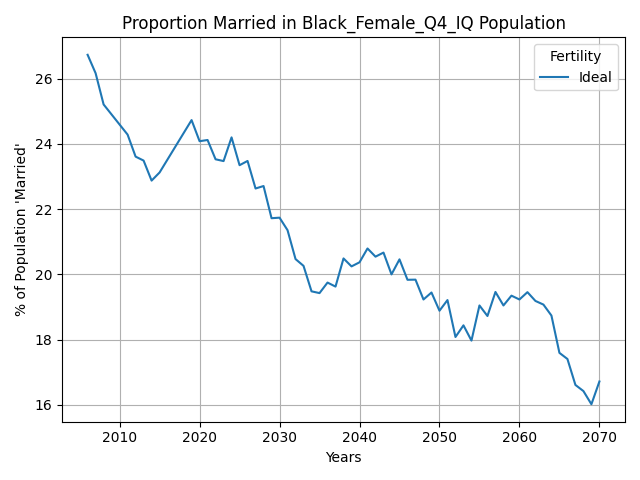 Proportion Married in Black_Female_Q4_IQ Population
Fertility
Ideal
% of Population 'Married'
26
24
22
20
18
16
2010 2020 2030 2040 2050 2060 2070
Years